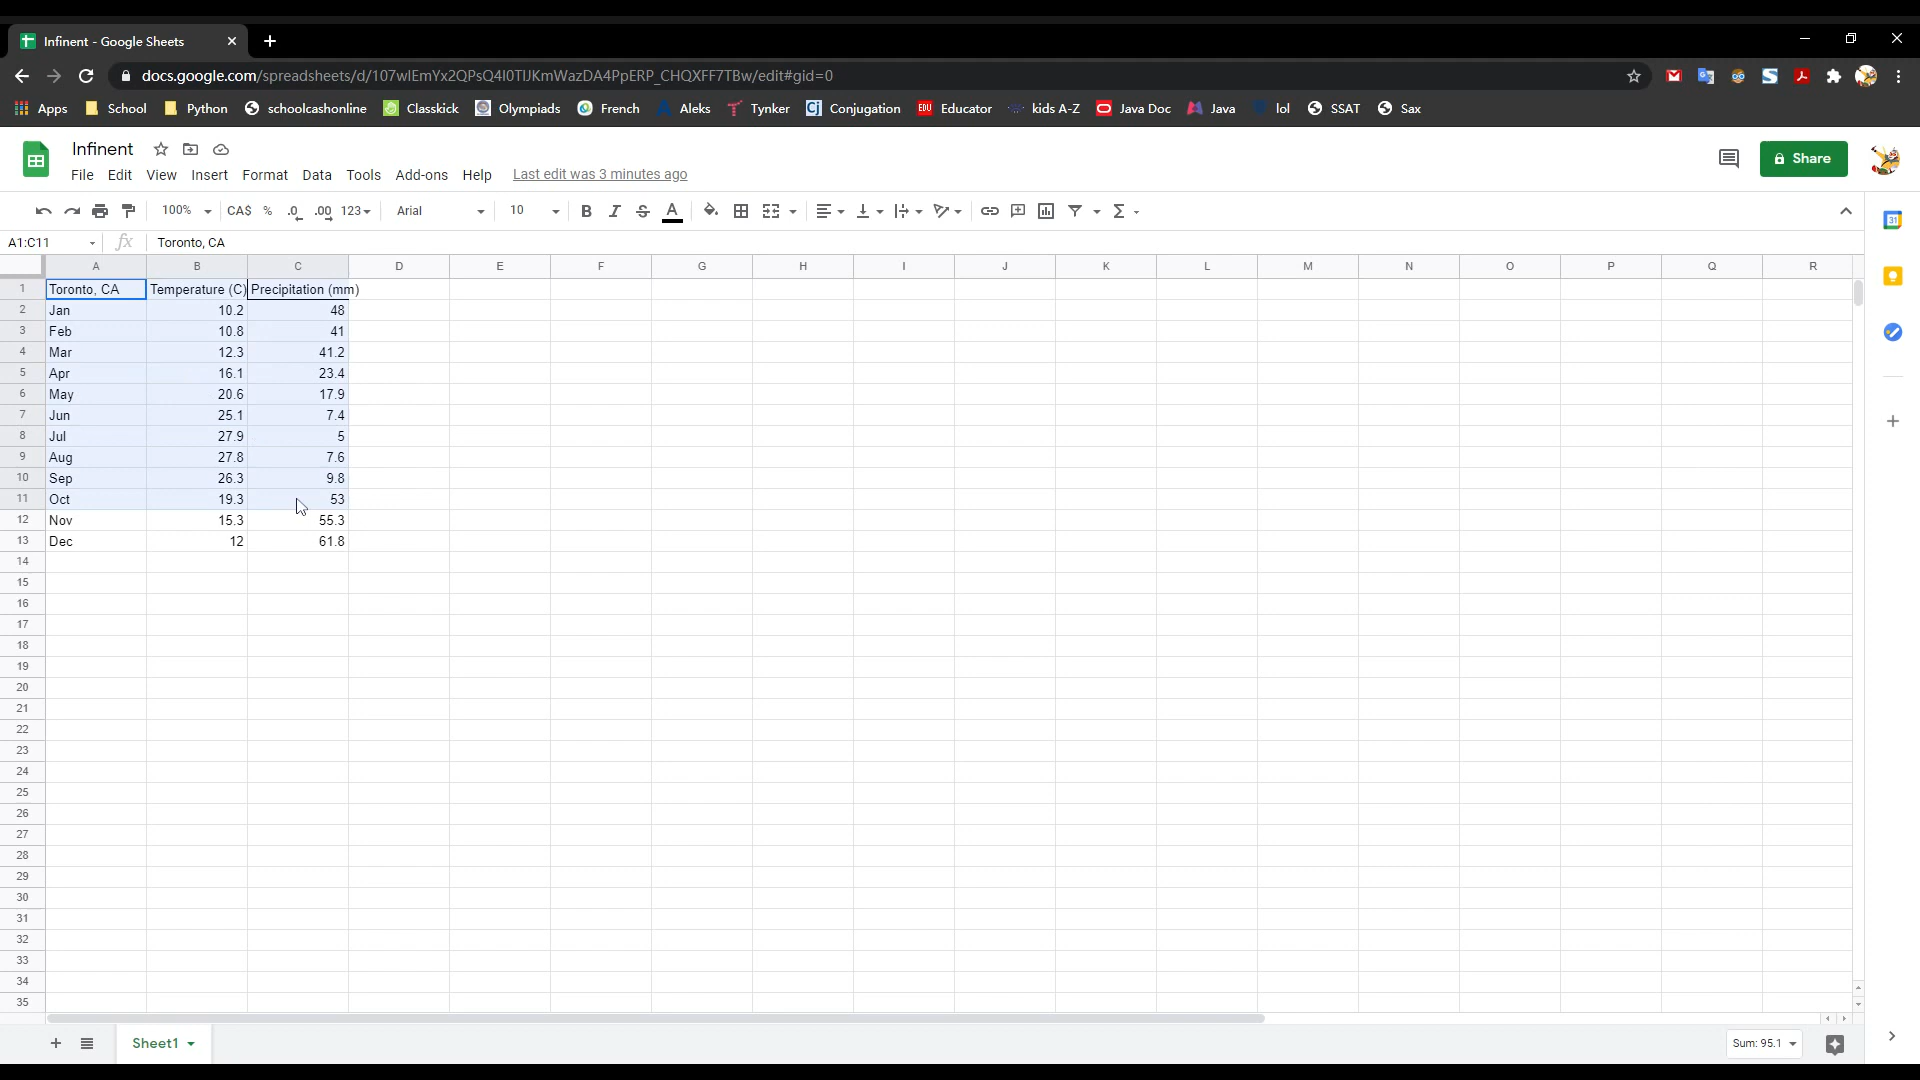 Infinent - Google Sheets
docs.google.com/spreadsheets/d/107wlEmYx2QPsQ4I0TlJKmWazDA4PpERP_CHQXFF7TBw/edit#gid=0
Apps School Python schoolcashonline Classkick Olympiads French Aleks Tynker Cj Conjugation EDU Educator kids A-Z Java Doc Java lol SSAT Sax
Infinent
Share
File Edit View Insert Format Data Tools Add-ons Help Last edit was 3 minutes ago
100% CA$ % .0 .00 123 Arial 10 B I S A Σ
31
A1:C11 fx Toronto, CA
A B C D E F G H I J K L M N O P Q R
1 Toronto, CA Temperature (C) Precipitation (mm)
2 Jan 10.2 48
3 Feb 10.8 41
4 Mar 12.3 41.2
5 Apr 16.1 23.4
6 May 20.6 17.9
7 Jun 25.1 7.4
8 Jul 27.9 5
9 Aug 27.8 7.6
10 Sep 26.3 9.8
11 Oct 19.3 53
12 Nov 15.3 55.3
13 Dec 12 61.8
14
15
16
17
18
19
20
21
22
23
24
25
26
27
28
29
30
31
32
33
34
35
Sheet1 Sum: 95.1